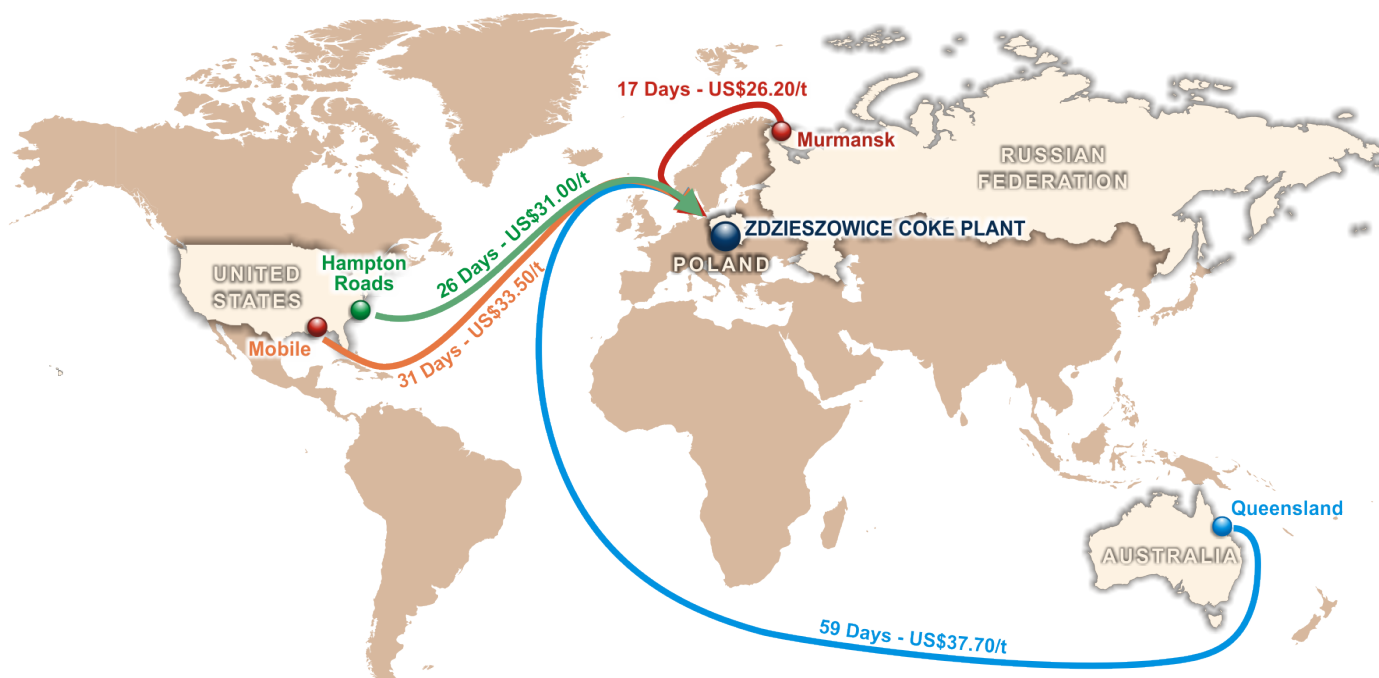 17 Days - US$26.20/t
Murmansk
RUSSIAN
FEDERATION
26 Days - US$31.00/t
ZDZIESZOWICE COKE PLANT
POLAND
UNITED
STATES
Hampton
Roads
Mobile
31 Days - US$33.50/t
Queensland
AUSTRALIA
59 Days - US$37.70/t